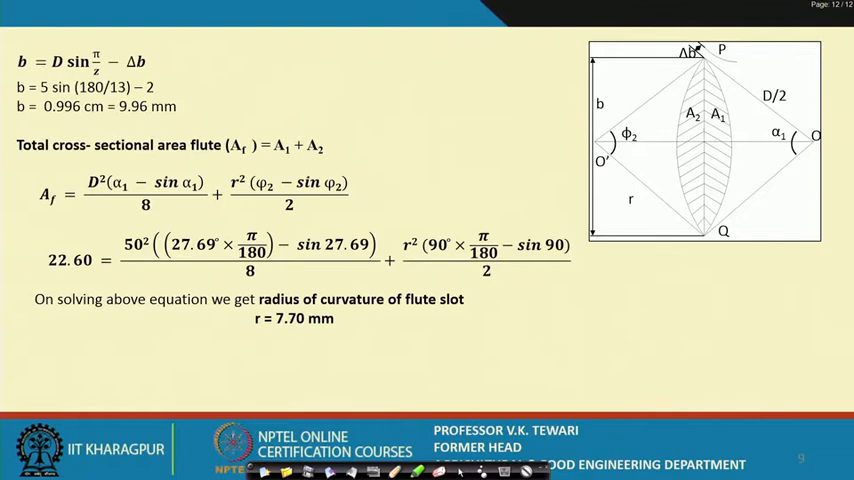 Page: 12 / 12
b = D sin π/z − Δb
b = 5 sin (180/13) – 2
b = 0.996 cm = 9.96 mm
Total cross- sectional area flute (A_f ) = A₁ + A₂
A_f = D²(α₁ − sin α₁)/8 + r² (φ₂ − sin φ₂)/2
22.60 = 50² ((27.69° × π/180) − sin 27.69)/8 + r² (90° × π/180 − sin 90)/2
On solving above equation we get radius of curvature of flute slot
r = 7.70 mm
Δb P
b D/2
A₂ A₁
ϕ₂ α₁ O
O’
r
Q
IIT KHARAGPUR
NPTEL
NPTEL ONLINE
CERTIFICATION COURSES
PROFESSOR V.K. TEWARI
FORMER HEAD
FOOD ENGINEERING DEPARTMENT
9